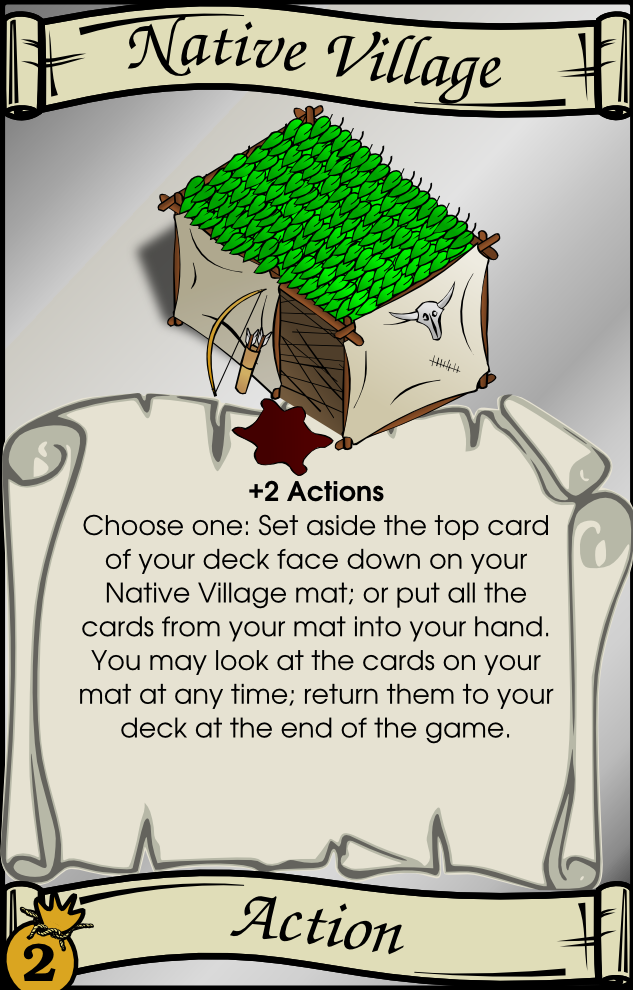 Native Village
+2 Actions
Choose one: Set aside the top card
of your deck face down on your
Native Village mat; or put all the
cards from your mat into your hand.
You may look at the cards on your
mat at any time; return them to your
deck at the end of the game.
Action
2